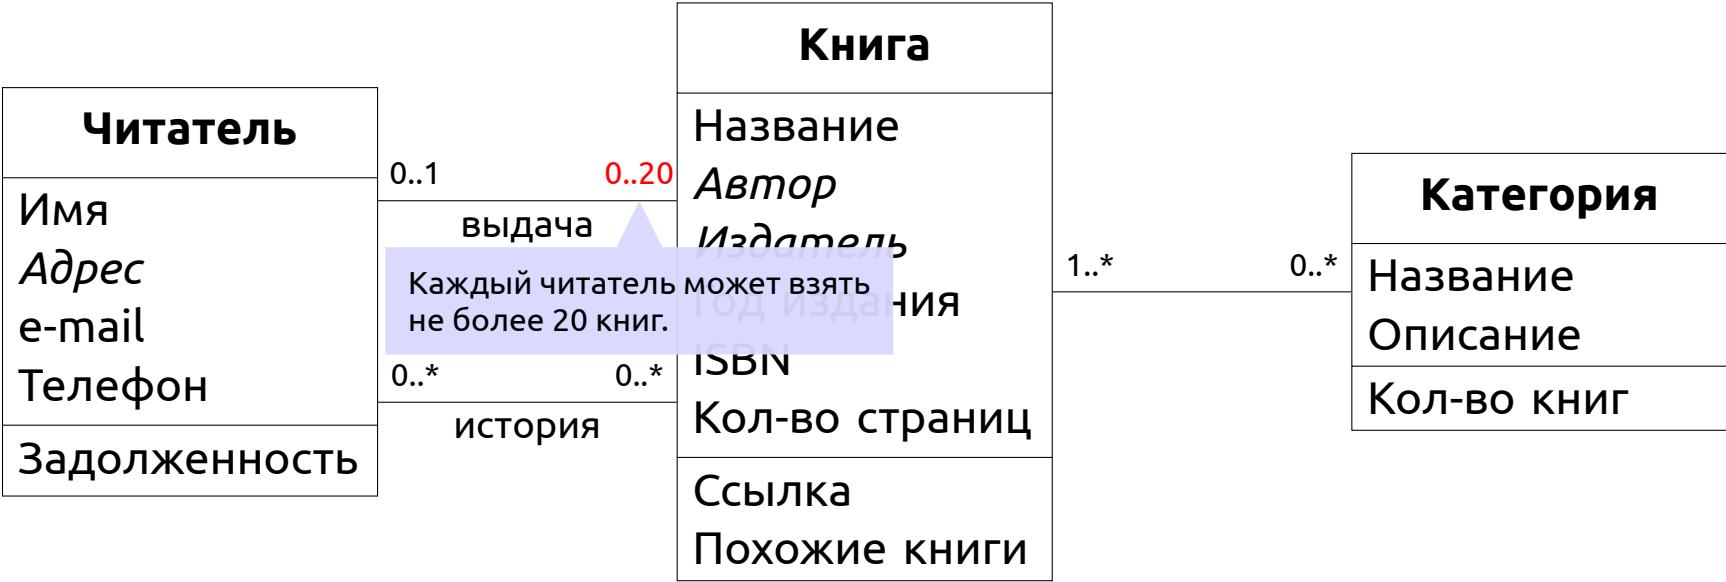 Читатель
Имя
Адрес
e-mail
Телефон
Задолженность
0..1
0..20
выдача
Каждый читатель может взять
не более 20 книг.
0..*
0..*
история
Книга
Название
Автор
Издатель
Год издания
ISBN
Кол-во страниц
Ссылка
Похожие книги
1..*
0..*
Категория
Название
Описание
Кол-во книг